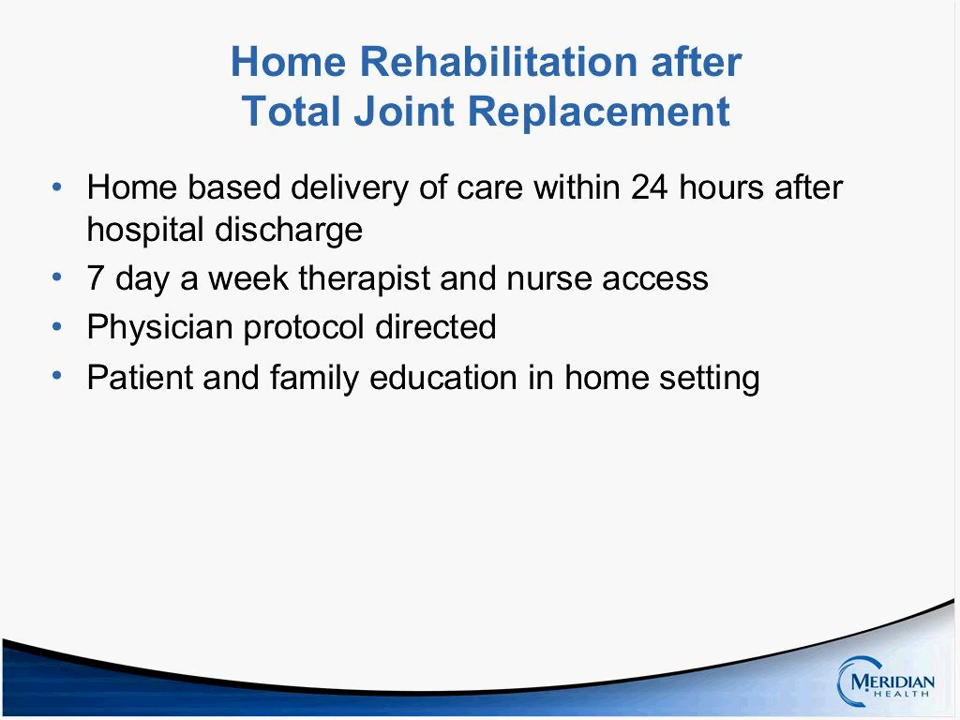 Home Rehabilitation after
Total Joint Replacement
• Home based delivery of care within 24 hours after
hospital discharge
• 7 day a week therapist and nurse access
• Physician protocol directed
• Patient and family education in home setting
MERIDIAN
HEALTH